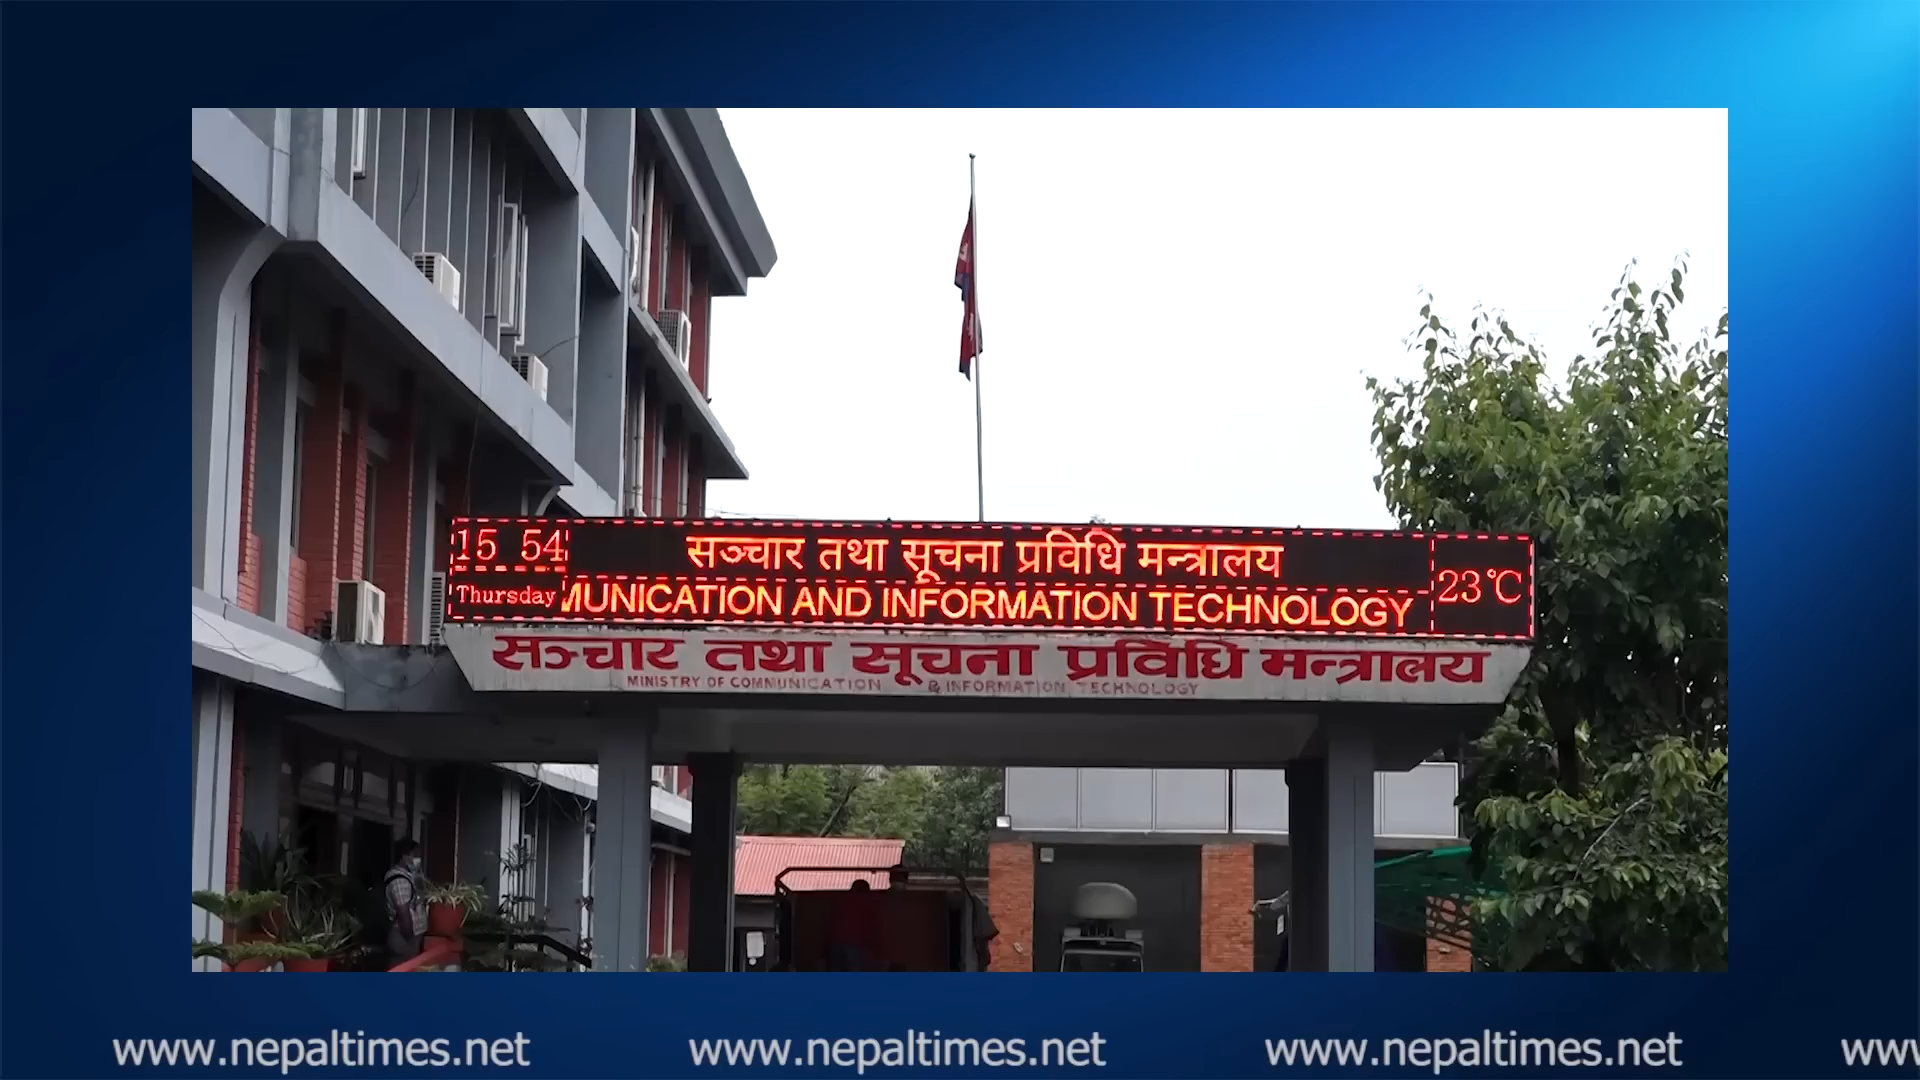 15 54
Thursday
सञ्चार तथा सूचना प्रविधि मन्त्रालय
MUNICATION AND INFORMATION TECHNOLOGY
23°C
सञ्चार तथा सूचना प्रविधि मन्त्रालय
MINISTRY OF COMMUNICATION & INFORMATION TECHNOLOGY
www.nepaltimes.net www.nepaltimes.net www.nepaltimes.net ww